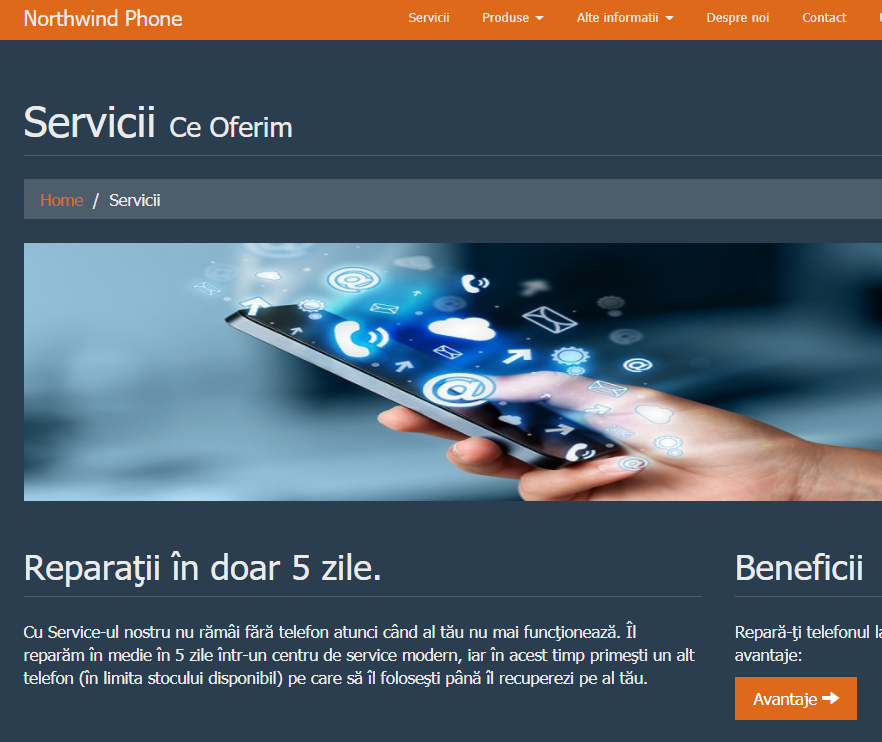 Northwind Phone Servicii Produse Alte informatii Despre noi Contact
Servicii Ce Oferim
Home / Servicii
Reparaţii în doar 5 zile.
Cu Service-ul nostru nu rămâi fără telefon atunci când al tău nu mai funcţionează. Îl
reparăm în medie în 5 zile într-un centru de service modern, iar în acest timp primeşti un alt
telefon (în limita stocului disponibil) pe care să îl foloseşti până îl recuperezi pe al tău.
Beneficii
Repară-ţi telefonul
avantaje:
Avantaje